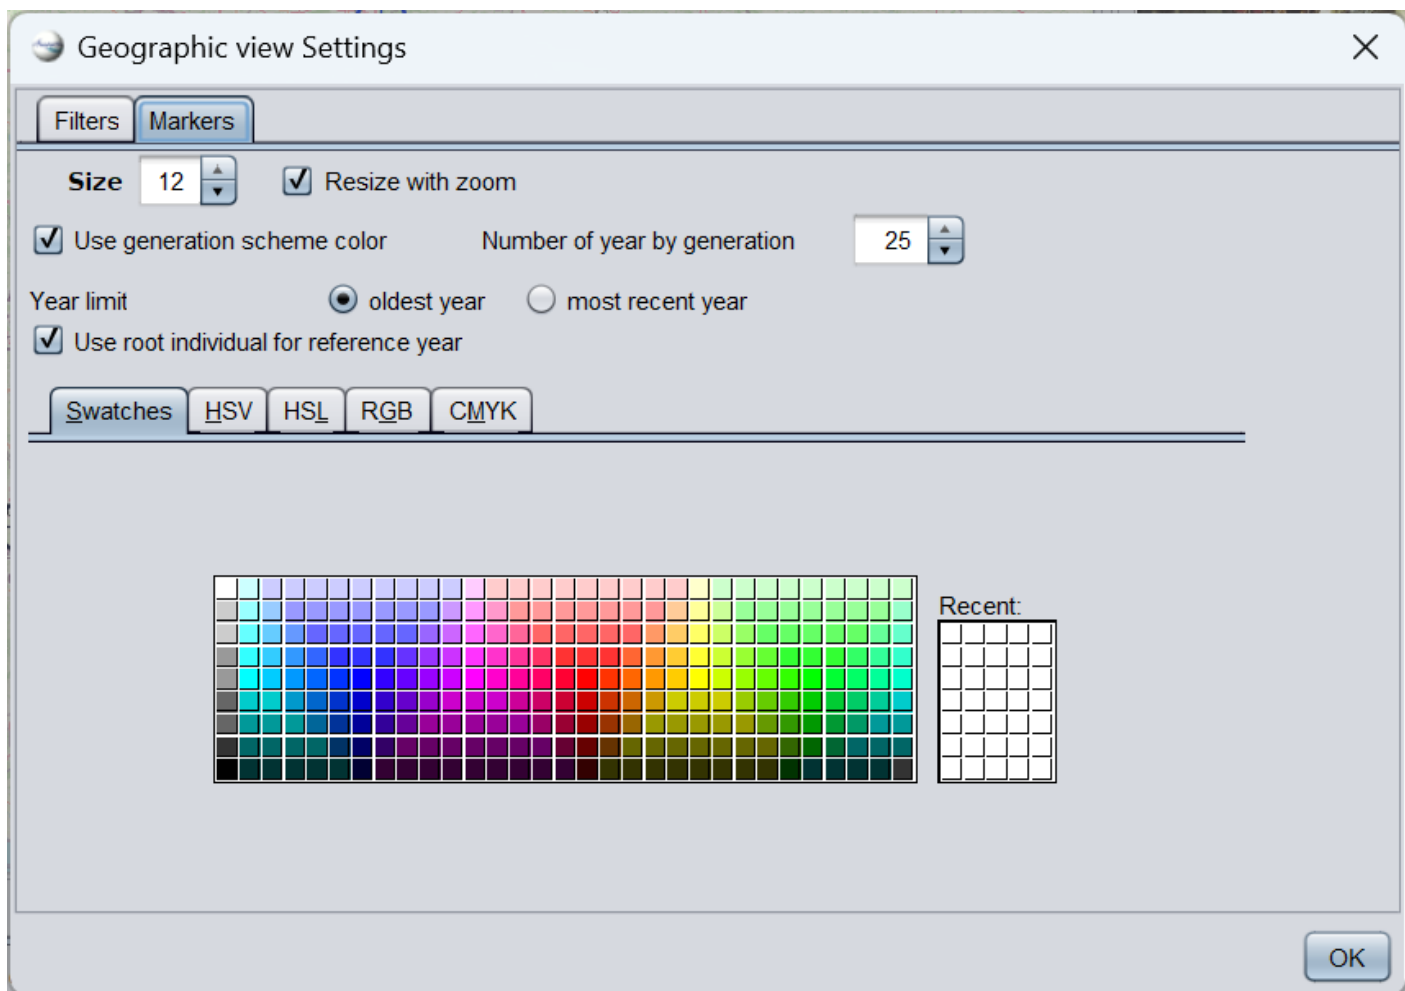 Geographic view Settings
Filters Markers
Size 12 Resize with zoom
Use generation scheme color Number of year by generation 25
Year limit oldest year most recent year
Use root individual for reference year
Swatches HSV HSL RGB CMYK
Recent:
OK